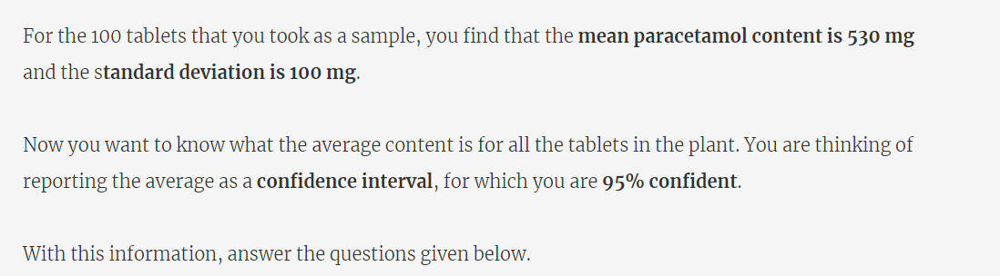 For the 100 tablets that you took as a sample, you find that the mean paracetamol content is 530 mg
and the standard deviation is 100 mg.
Now you want to know what the average content is for all the tablets in the plant. You are thinking of
reporting the average as a confidence interval, for which you are 95% confident.
With this information, answer the questions given below.